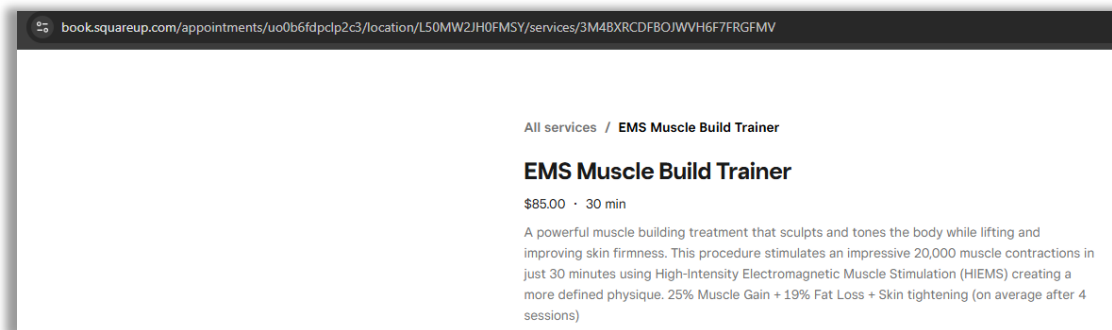 book.squareup.com/appointments/uo0b6fdpclp2c3/location/L50MW2JH0FMSY/services/3M4BXRCDFBOJWVH6F7FRGFMV
All services / EMS Muscle Build Trainer
EMS Muscle Build Trainer
$85.00 · 30 min
A powerful muscle building treatment that sculpts and tones the body while lifting and
improving skin firmness. This procedure stimulates an impressive 20,000 muscle contractions in
just 30 minutes using High-Intensity Electromagnetic Muscle Stimulation (HIEMS) creating a
more defined physique. 25% Muscle Gain + 19% Fat Loss + Skin tightening (on average after 4
sessions)